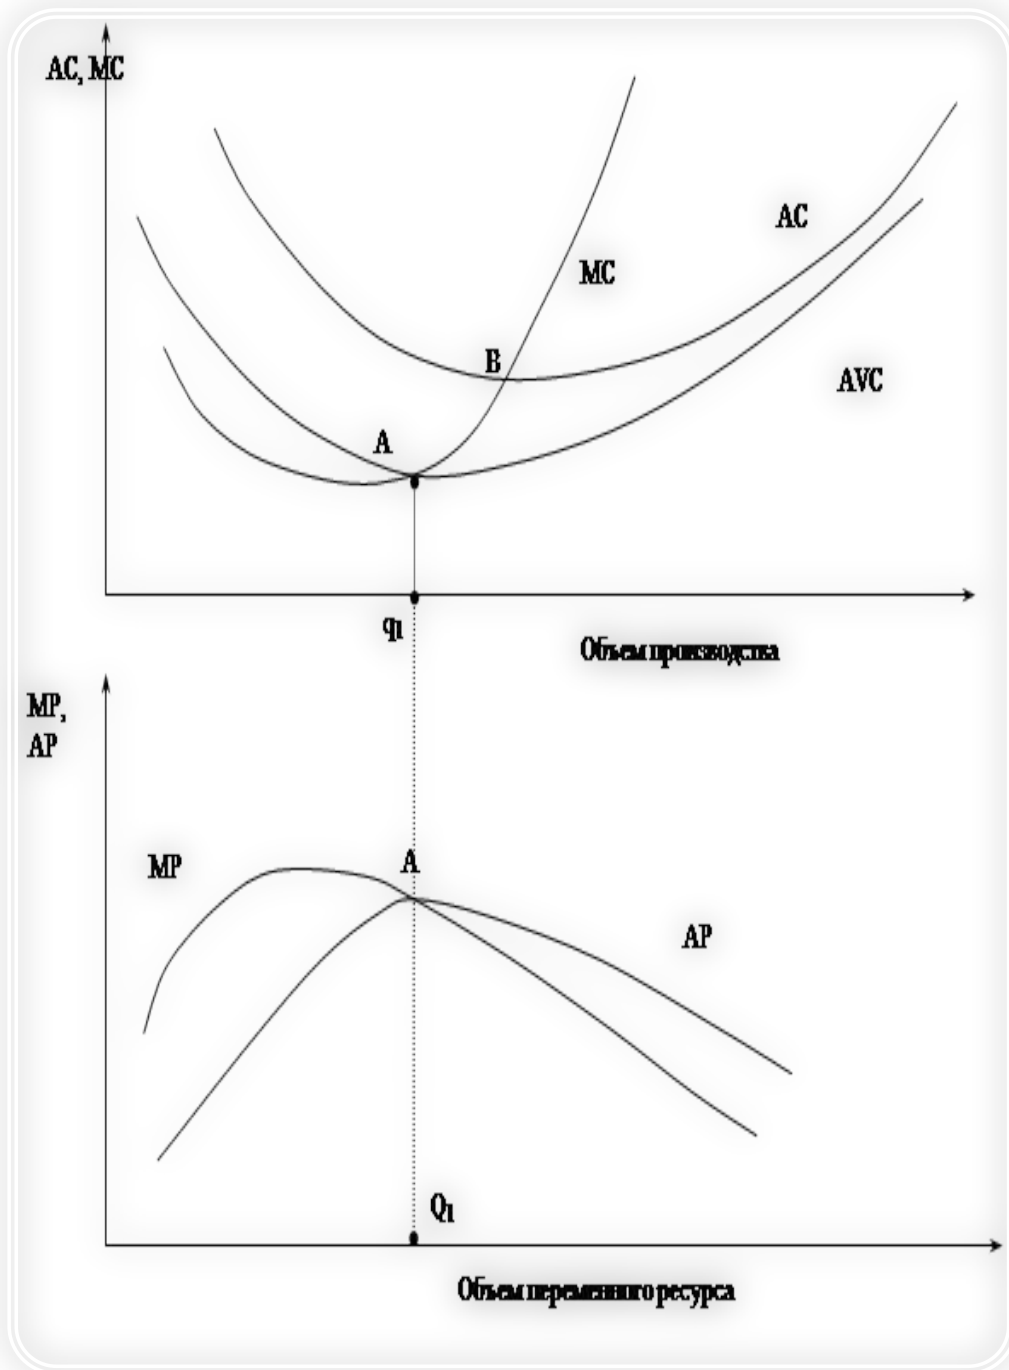 AC, MC
AC
MC
B
AVC
A
q1
Объем производства
MP,
AP
A
MP
AP
Q1
Объем переменного ресурса